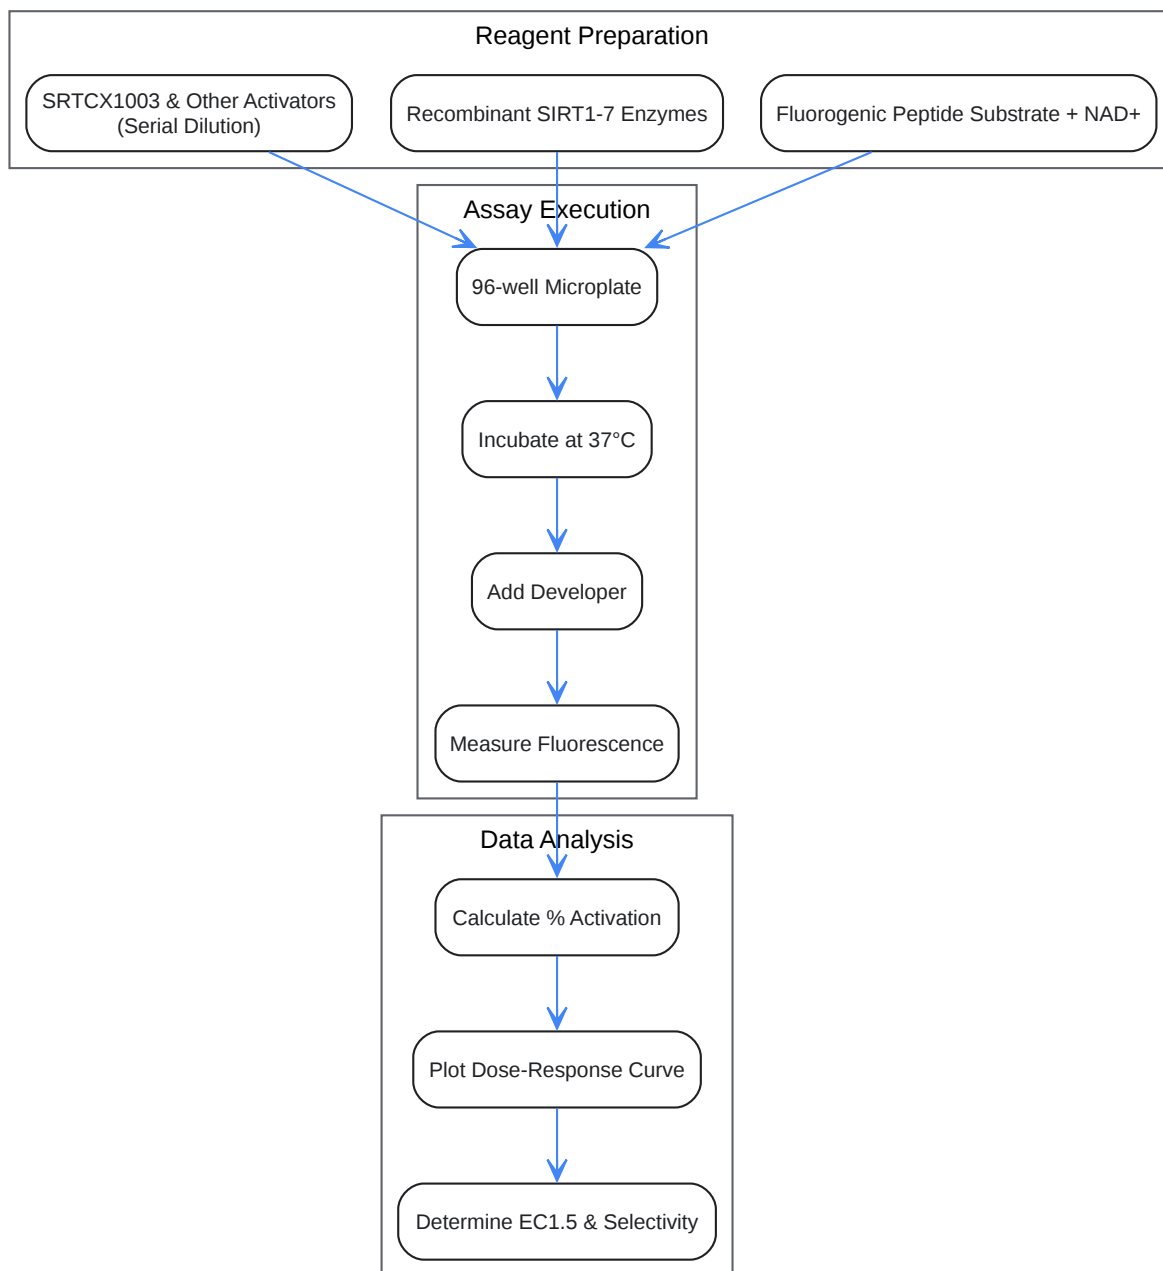 Reagent Preparation
SRTCX1003 & Other Activators
(Serial Dilution)
Recombinant SIRT1-7 Enzymes
Fluorogenic Peptide Substrate + NAD+
Assay Execution
96-well Microplate
Incubate at 37°C
Add Developer
Measure Fluorescence
Data Analysis
Calculate % Activation
Plot Dose-Response Curve
Determine EC1.5 & Selectivity